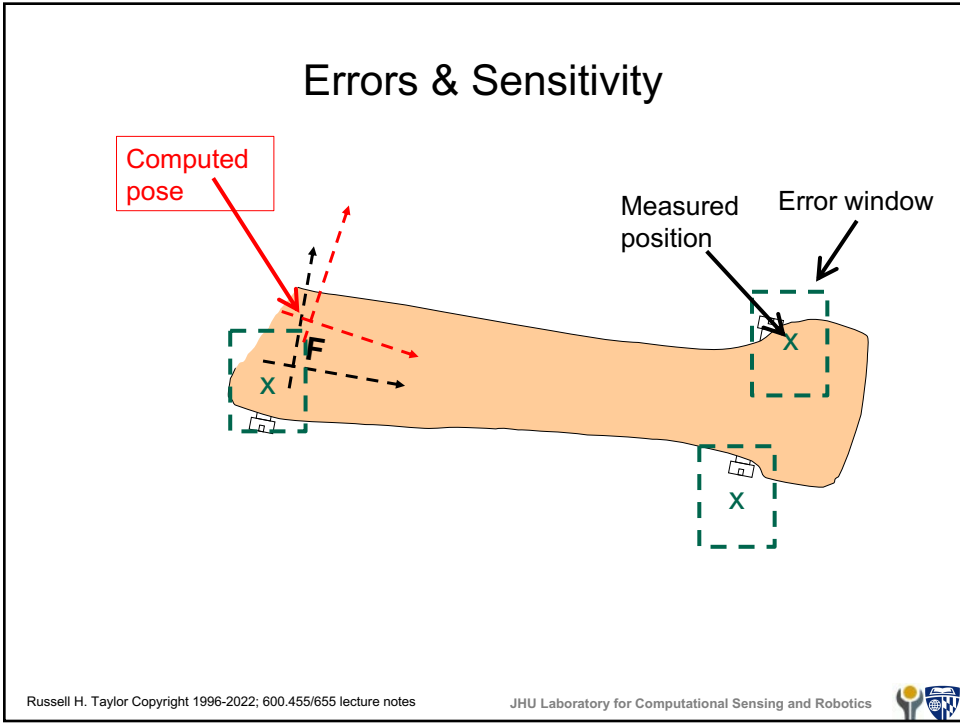 Errors & Sensitivity
Computed
pose
Measured
position
Error window
F
x
x
x
Russell H. Taylor Copyright 1996-2022; 600.455/655 lecture notes
JHU Laboratory for Computational Sensing and Robotics